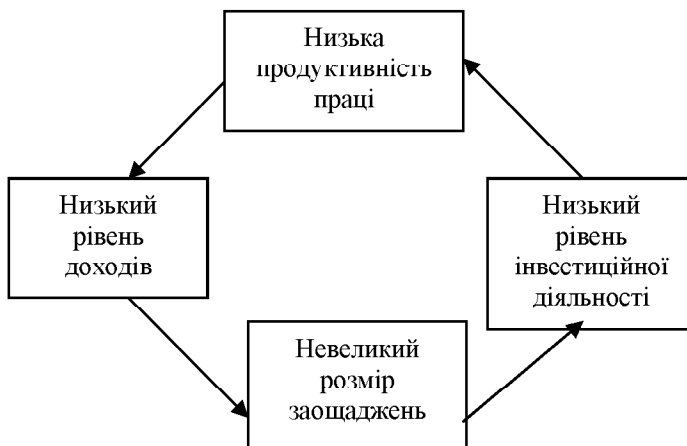 Низька
продуктивність
праці
Низький
рівень
доходів
Низький
рівень
інвестиційної
діяльності
Невеликий
розмір
заощаджень